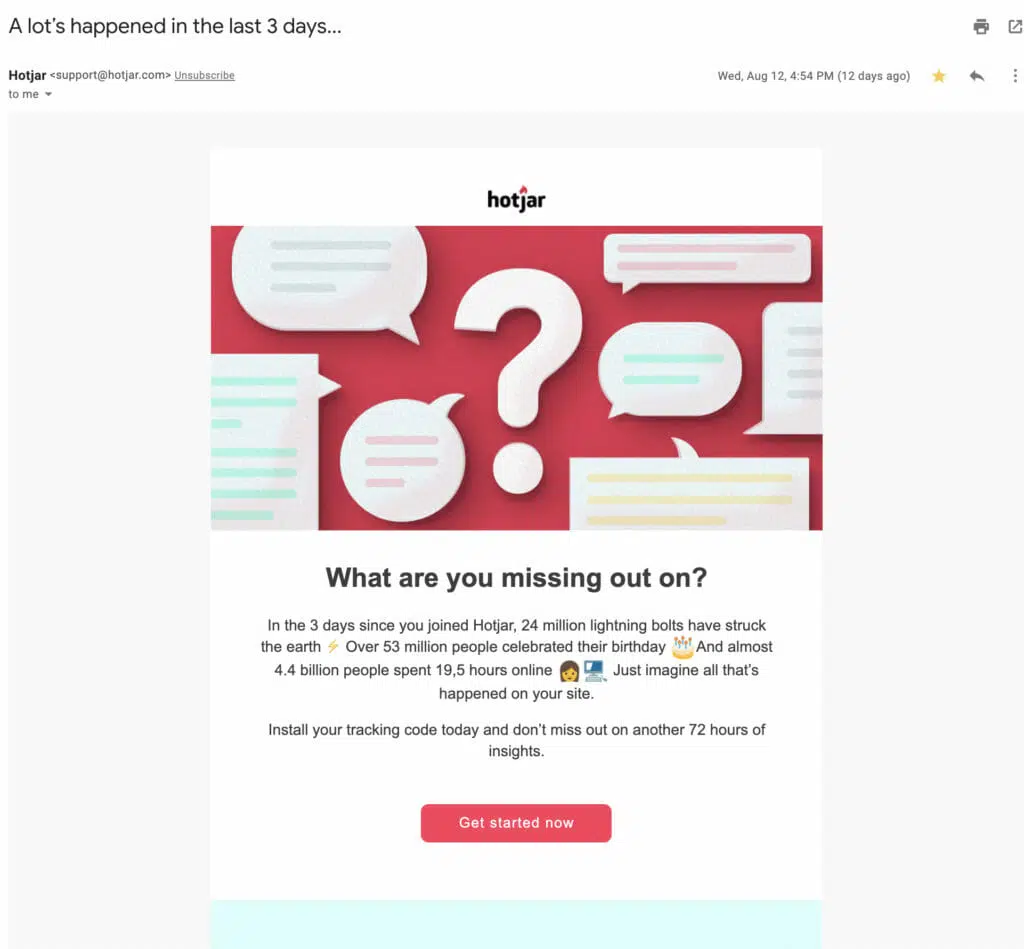 A lot's happened in the last 3 days...
Hotjar <support@hotjar.com> Unsubscribe
Wed, Aug 12, 4:54 PM (12 days ago)
to me
hotjar
What are you missing out on?
In the 3 days since you joined Hotjar, 24 million lightning bolts have struck
the earth ⚡ Over 53 million people celebrated their birthday 🎂 And almost
4.4 billion people spent 19,5 hours online 👩💻 Just imagine all that's
happened on your site.
Install your tracking code today and don't miss out on another 72 hours of
insights.
Get started now